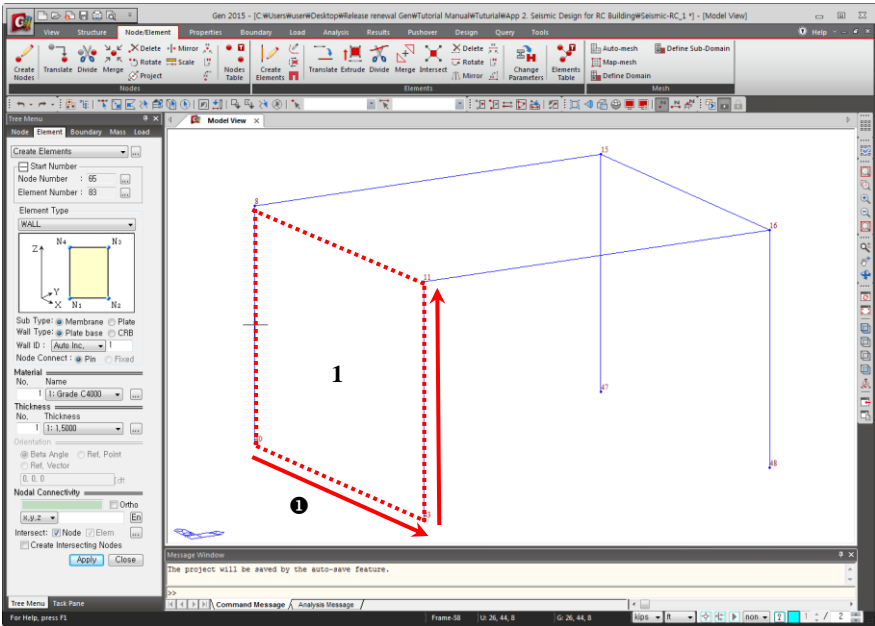 Gen 2015 - [C:₩Users₩user₩Desktop₩Release renewal Gen₩Tutorial Manual₩Tuturial₩App 2. Seismic Design for RC Building₩Seismic-RC_1 *] - [Model View]
View Structure Node/Element Properties Boundary Load Analysis Results Pushover Design Query Tools Help
Create Nodes Translate Divide Merge Delete Mirror Rotate Scale Project Nodes Table
Create Elements Translate Extrude Divide Merge Intersect Delete Rotate Mirror Change Parameters Elements Table
Auto-mesh Define Sub-Domain
Map-mesh
Define Domain
Nodes Elements Mesh
Tree Menu
Node Element Boundary Mass Load
Create Elements
Start Number
Node Number : 65
Element Number : 83
Element Type
WALL
Z N4 N3
Y
X N1 N2
Sub Type: Membrane Plate
Wall Type: Plate base CRB
Wall ID : Auto Inc. 1
Node Connect : Pin Fixed
Material
No. Name
1 1: Grade C4000
Thickness
No. Thickness
1 1: 1,5000
Orientation
Beta Angle Ref. Point
Ref. Vector
0, 0, 0 ft
Nodal Connectivity
Ortho
x,y,z En
Intersect: Node Elem
Create Intersecting Nodes
Apply Close
Tree Menu Task Pane
Model View
15
8
16
11
1
47
48
❶
Message Window
The project will be saved by the auto-save feature.
>>
Command Message Analysis Message
For Help, press F1 Frame-58 U: 26, 44, 8 G: 26, 44, 8 kips ft non 1 / 2